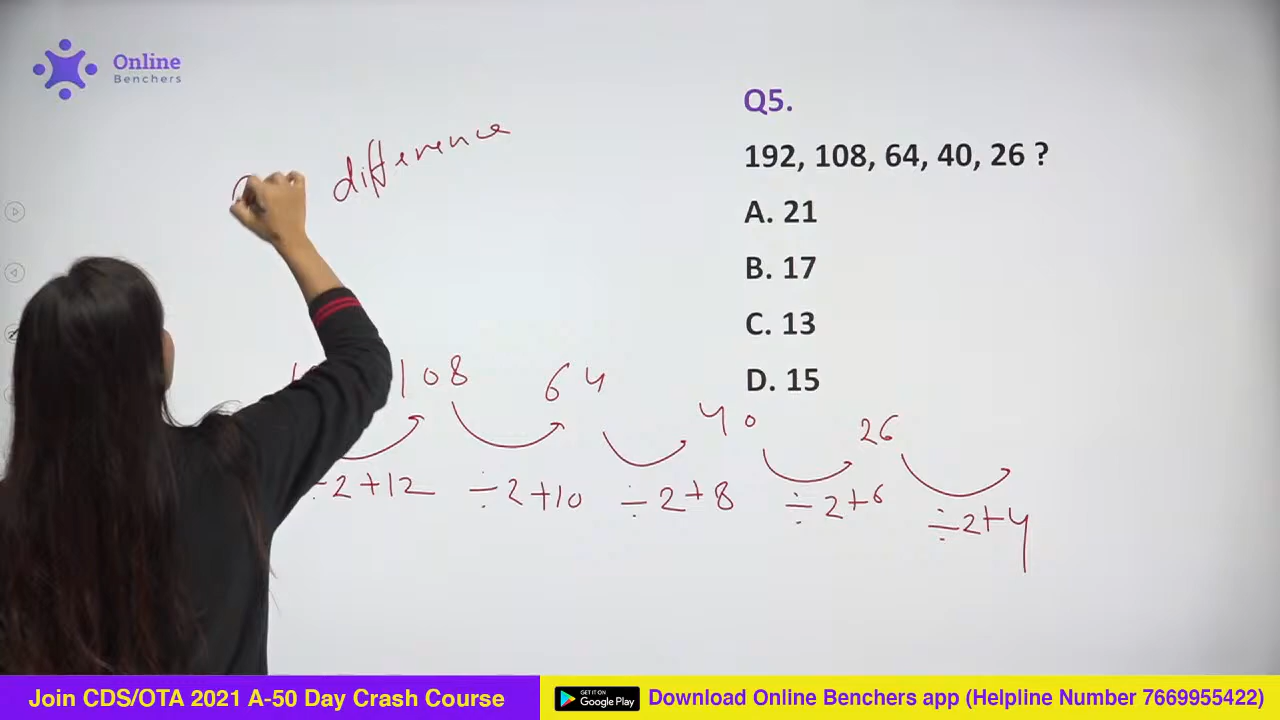 Online
Benchers
difference
Q5.
192, 108, 64, 40, 26 ?
A. 21
B. 17
C. 13
D. 15
108 64 40 26
÷2+12 ÷2+10 ÷2+8 ÷2+6 ÷2+4
Join CDS/OTA 2021 A-50 Day Crash Course
GET IT ON
Google Play
Download Online Benchers app (Helpline Number 7669955422)